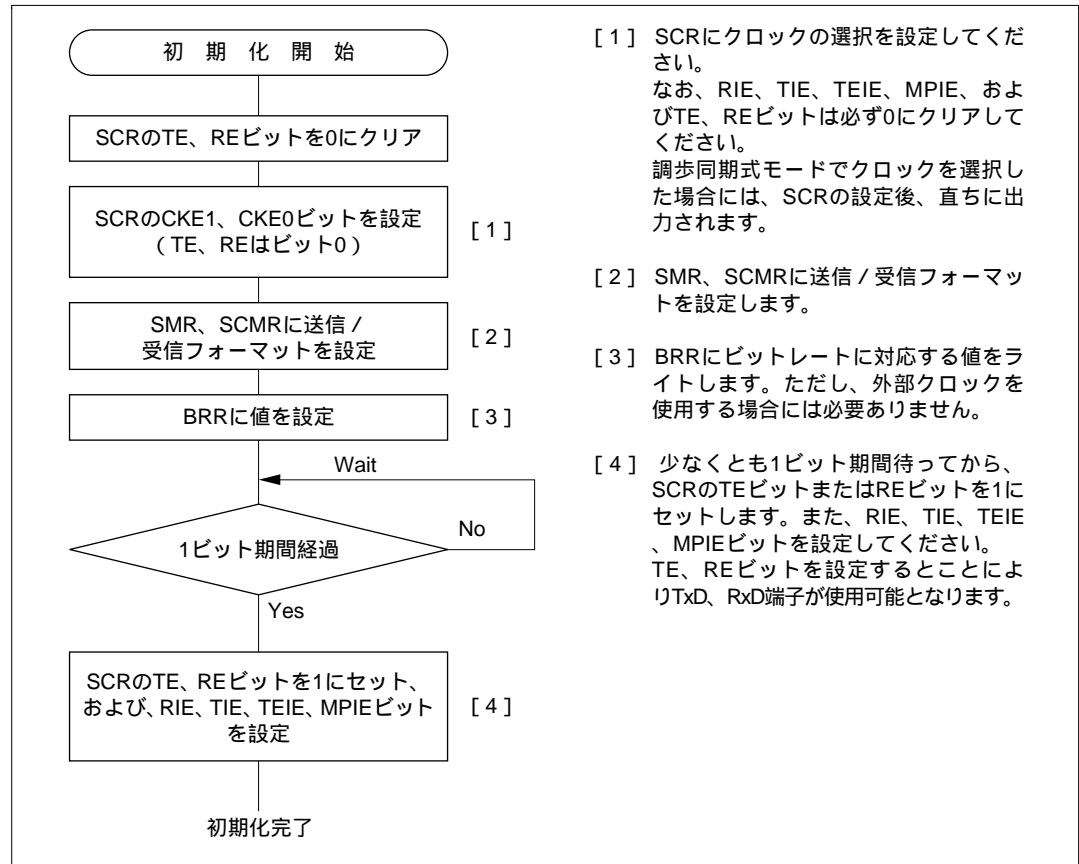 初期化開始
SCRのTE、REビットを0にクリア
SCRのCKE1、CKE0ビットを設定
（TE、REはビット0）
[1]
SMR、SCMRに送信／
受信フォーマットを設定
[2]
BRRに値を設定
[3]
Wait
1ビット期間経過
No
Yes
SCRのTE、REビットを1にセット、
および、RIE、TIE、TEIE、MPIEビット
を設定
[4]
初期化完了
[1] SCRにクロックの選択を設定してくだ
さい。
なお、RIE、TIE、TEIE、MPIE、およ
びTE、REビットは必ず0にクリアして
ください。
調歩同期式モードでクロックを選択し
た場合には、SCRの設定後、直ちに出
力されます。
[2] SMR、SCMRに送信／受信フォーマッ
トを設定します。
[3] BRRにビットレートに対応する値をラ
イトします。ただし、外部クロックを
使用する場合には必要ありません。
[4] 少なくとも1ビット期間待ってから、
SCRのTEビットまたはREビットを1に
セットします。また、RIE、TIE、TEIE
、MPIEビットを設定してください。
TE、REビットを設定するとことによ
りTxD、RxD端子が使用可能となります。